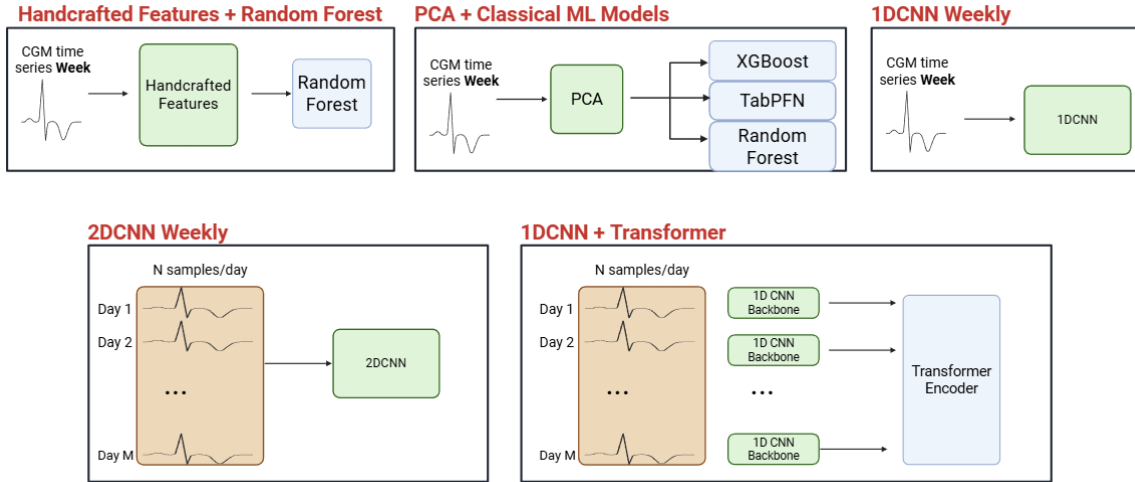 Handcrafted Features + Random Forest
CGM time
series Week
Handcrafted
Features
Random
Forest
PCA + Classical ML Models
CGM time
series Week
PCA
XGBoost
TabPFN
Random
Forest
1DCNN Weekly
CGM time
series Week
1DCNN
2DCNN Weekly
N samples/day
Day 1
Day 2
...
Day M
2DCNN
1DCNN + Transformer
N samples/day
Day 1
Day 2
...
Day M
1D CNN
Backbone
1D CNN
Backbone
...
1D CNN
Backbone
Transformer
Encoder